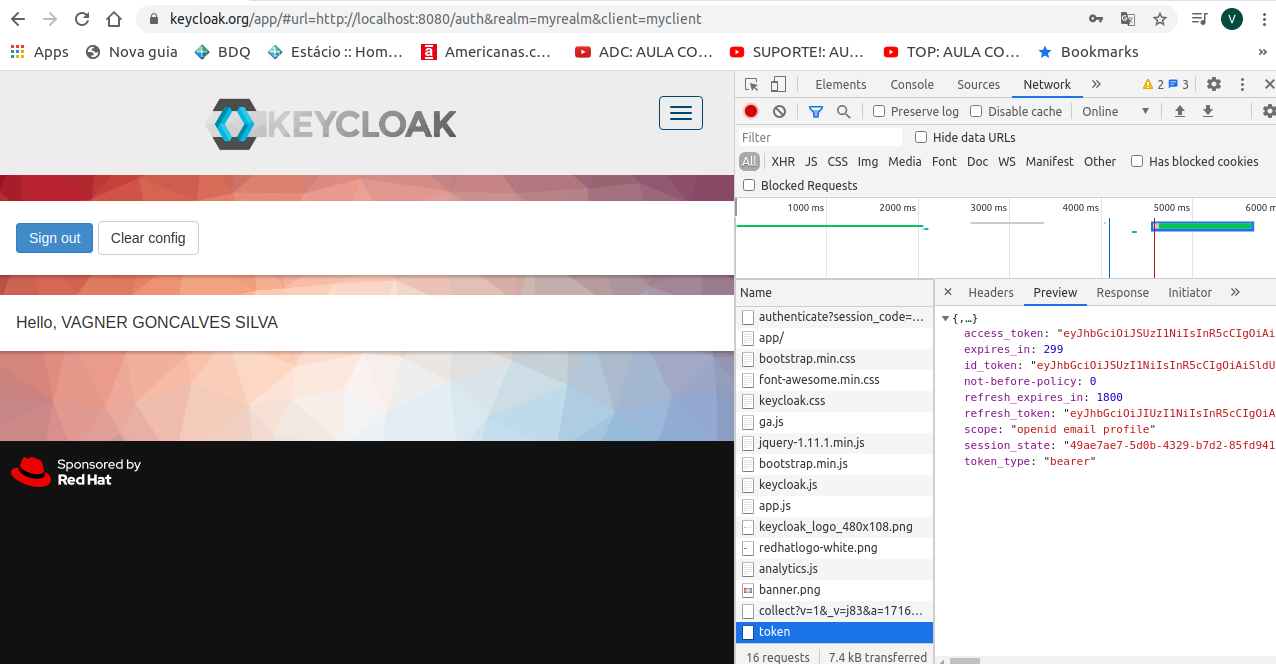 keycloak.org/app/#url=http://localhost:8080/auth&realm=myrealm&client=myclient
V
Apps Nova guia BDQ Estácio :: Hom… Americanas.c… ADC: AULA CO… SUPORTE!: AU… TOP: AULA CO… Bookmarks »
KEYCLOAK
Sign out Clear config
Hello, VAGNER GONCALVES SILVA
Sponsored by
Red Hat
Elements Console Sources Network » 2 3
Preserve log Disable cache Online
Filter Hide data URLs
All XHR JS CSS Img Media Font Doc WS Manifest Other Has blocked cookies
Blocked Requests
1000 ms 2000 ms 3000 ms 4000 ms 5000 ms 6000 m
Name
authenticate?session_code=…
app/
bootstrap.min.css
font-awesome.min.css
keycloak.css
ga.js
jquery-1.11.1.min.js
bootstrap.min.js
keycloak.js
app.js
keycloak_logo_480x108.png
redhatlogo-white.png
analytics.js
banner.png
collect?v=1&_v=j83&a=1716…
token
16 requests 7.4 kB transferred
× Headers Preview Response Initiator »
{,…}
access_token: "eyJhbGciOiJSUzI1NiIsInR5cCIgOiAi
expires_in: 299
id_token: "eyJhbGciOiJSUzI1NiIsInR5cCIgOiAiSldU
not-before-policy: 0
refresh_expires_in: 1800
refresh_token: "eyJhbGciOiJIUzI1NiIsInR5cCIgOiA
scope: "openid email profile"
session_state: "49ae7ae7-5d0b-4329-b7d2-85fd941
token_type: "bearer"